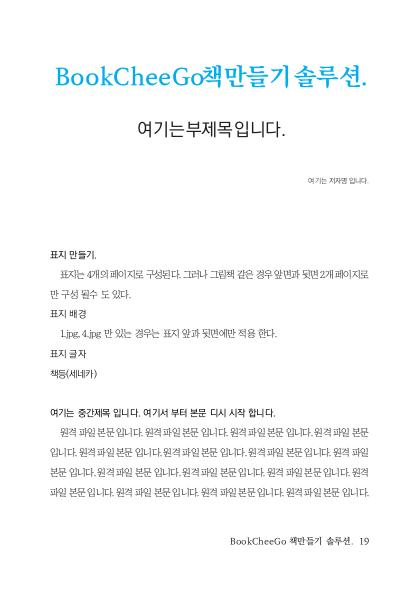 BookCheeGo책만들기 솔루션.
여기는 부제목 입니다.
여기는 저자명 입니다.
표지 만들기.
표지는 4개의 페이지로 구성된다. 그러나 그림책 같은 경우 앞면과 뒷면 2개 페이지로
만 구성 될수 도 있다.
표지 배경
1.jpg, 4.jpg 만 있는 경우는 표지 앞과 뒷면에만 적용 한다.
표지 글자
책등(세네카)
여기는 중간제목 입니다. 여기서 부터 본문 디시 시작 합니다.
원격 파일 본문 입니다. 원격 파일 본문 입니다. 원격 파일 본문 입니다. 원격 파일 본문
입니다. 원격 파일 본문 입니다. 원격 파일 본문 입니다. 원격 파일 본문 입니다. 원격 파일
본문 입니다. 원격 파일 본문 입니다. 원격 파일 본문 입니다. 원격 파일 본문 입니다. 원격
파일 본문 입니다. 원격 파일 본문 입니다. 원격 파일 본문 입니다. 원격 파일 본문 입니다.
BookCheeGo 책만들기 솔루션. 19